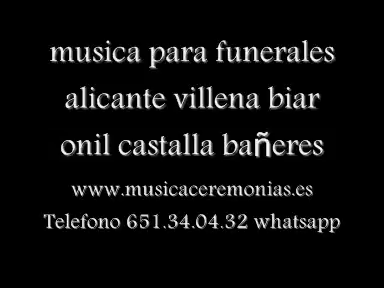 musica para funerales
alicante villena biar
onil castalla bañeres
www.musicaceremonias.es
Telefono 651.34.04.32 whatsapp